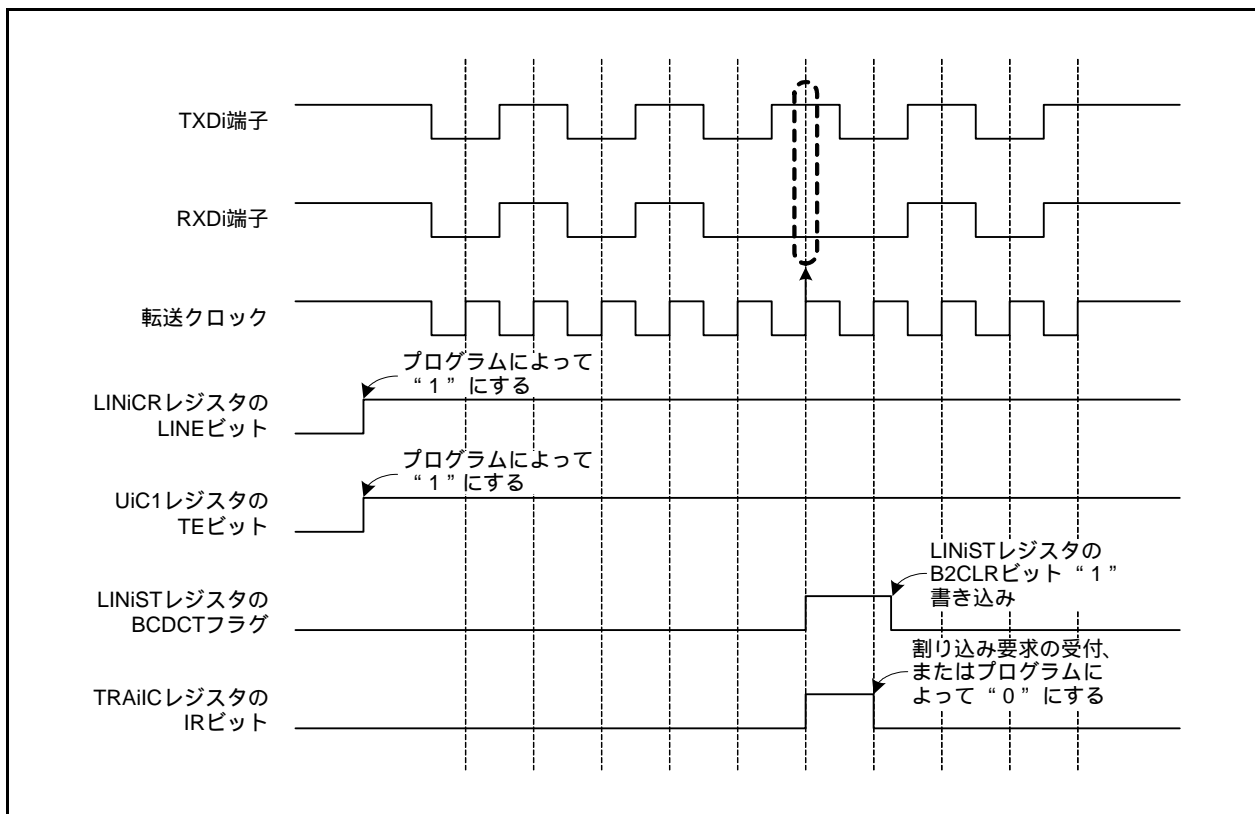 TXDi端子
RXDi端子
転送クロック
プログラムによって
“1”にする
LINiCRレジスタの
LINEビット
プログラムによって
“1”にする
UiC1レジスタの
TEビット
LINiSTレジスタの
B2CLRビット“1”
書き込み
LINiSTレジスタの
BCDCTフラグ
割り込み要求の受付、
またはプログラムに
よって“0”にする
TRAiICレジスタの
IRビット